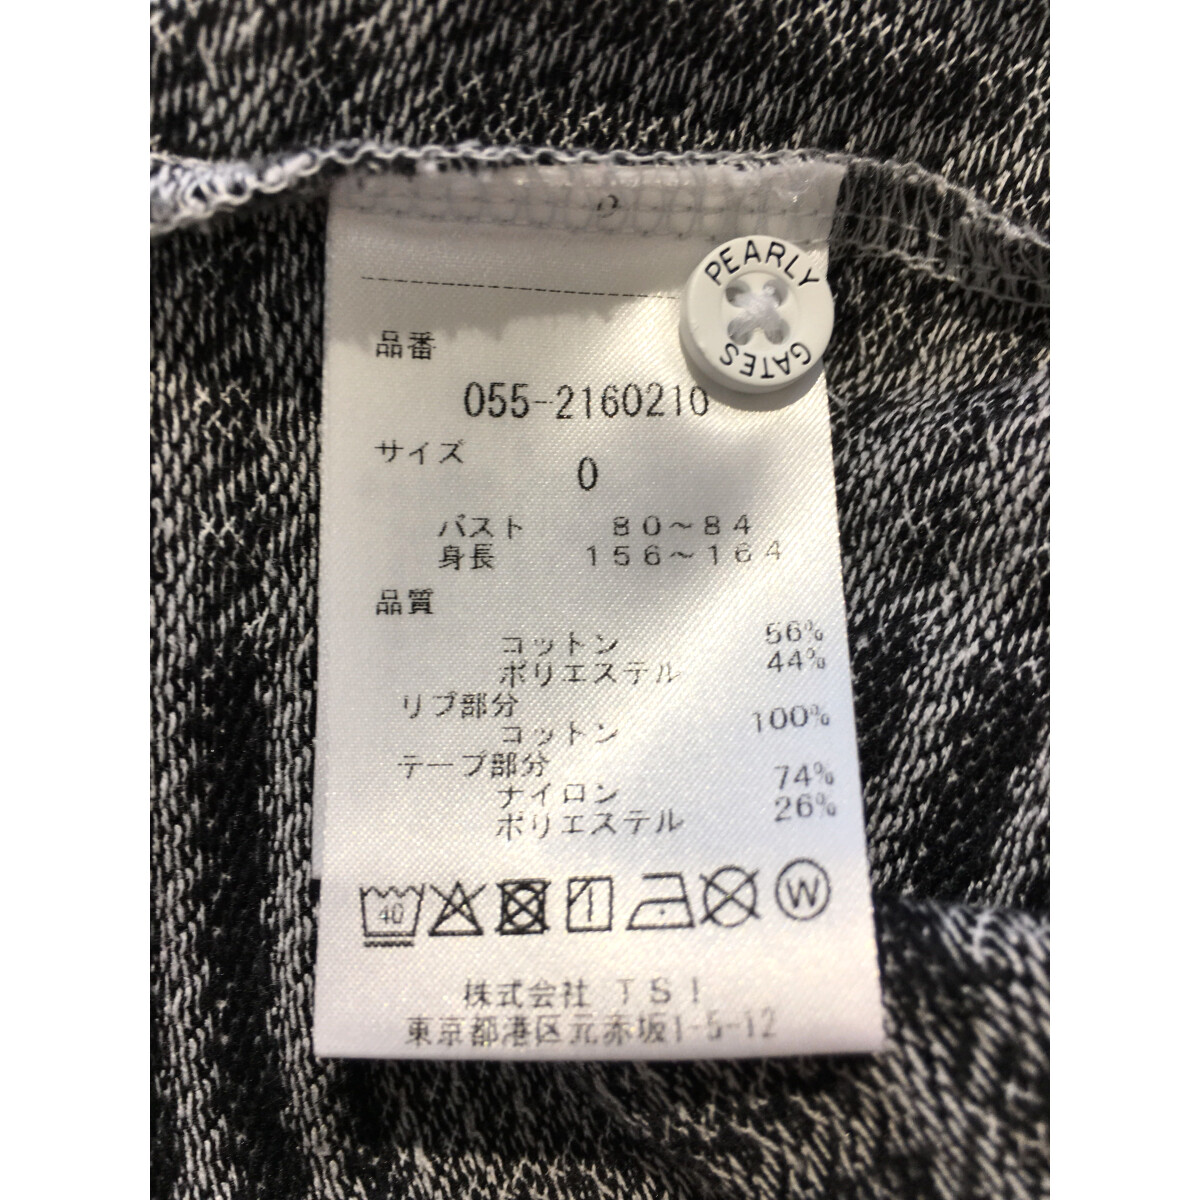 PEARLY
GATES
品番
055-2160210
サイズ
0
バスト 80～84
身長 156～164
品質
コットン 56%
ポリエステル 44%
リブ部分
コットン 100%
テープ部分
ナイロン 74%
ポリエステル 26%
40
W
株式会社 TSI
東京都港区元赤坂1-5-12